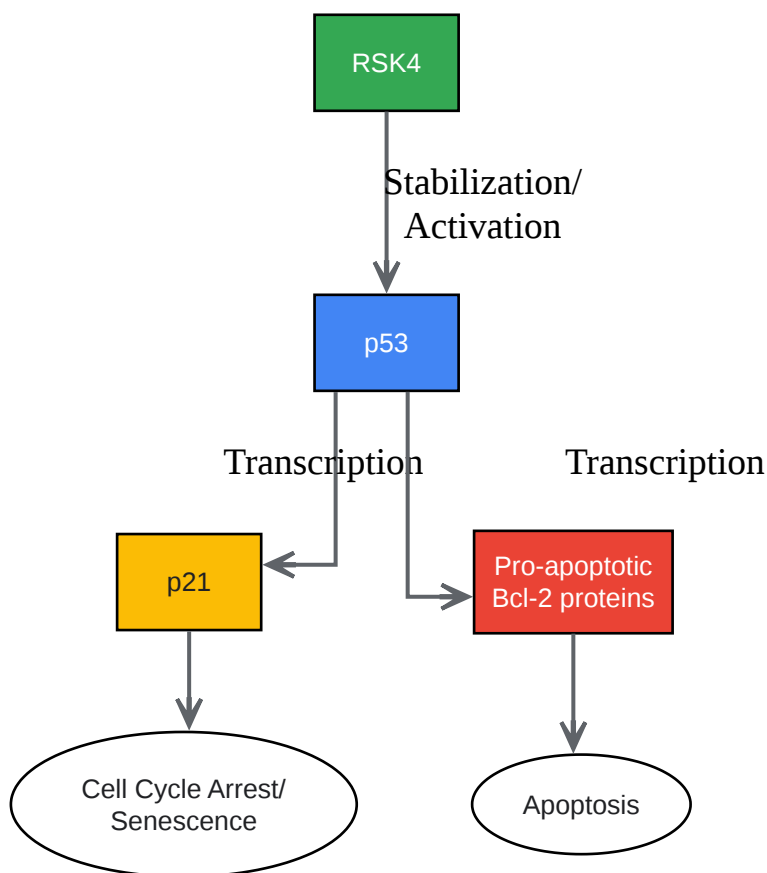 RSK4
Stabilization/
Activation
p53
Transcription
Transcription
p21
Pro-apoptotic
Bcl-2 proteins
Cell Cycle Arrest/
Senescence
Apoptosis